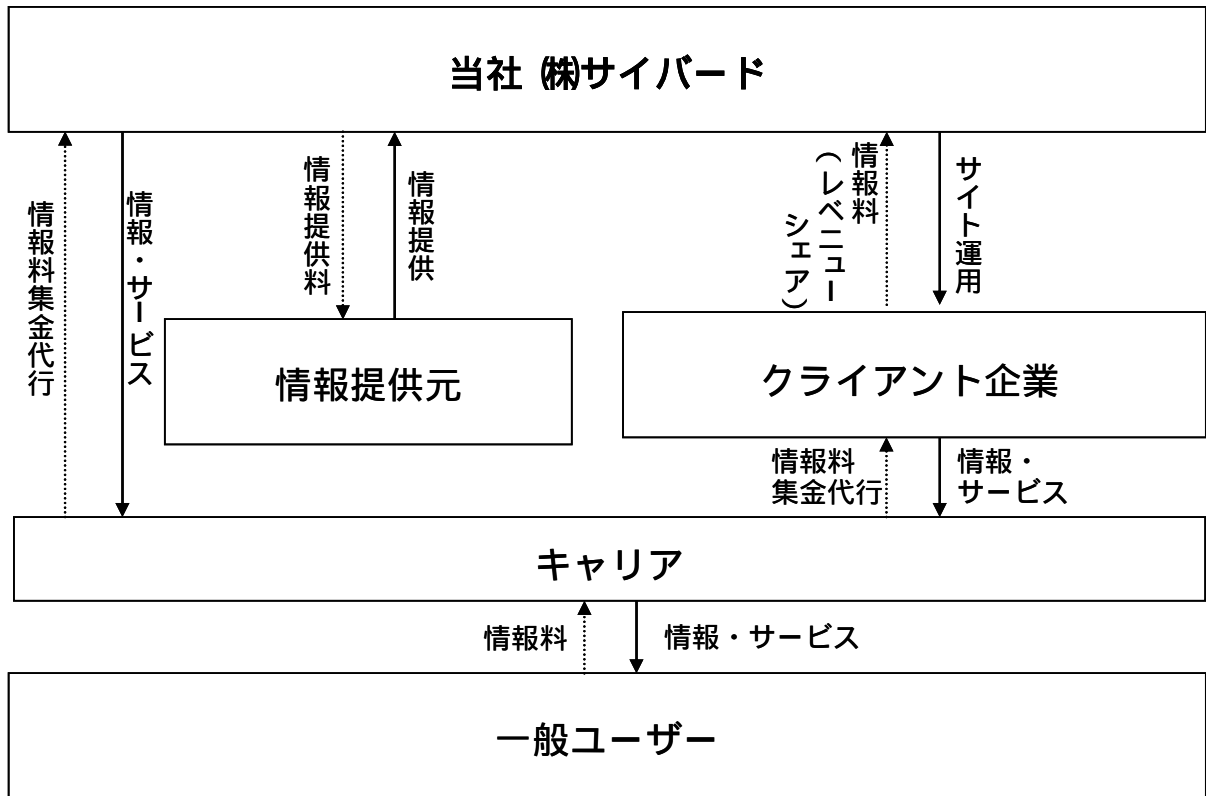 当社 ㈱サイバード
情報料集金代行
情報・サービス
情報提供料
情報提供
情報料
(レベニュー
シェア)
サイト運用
情報提供元
クライアント企業
情報料
集金代行
情報・
サービス
キャリア
情報料
情報・サービス
一般ユーザー